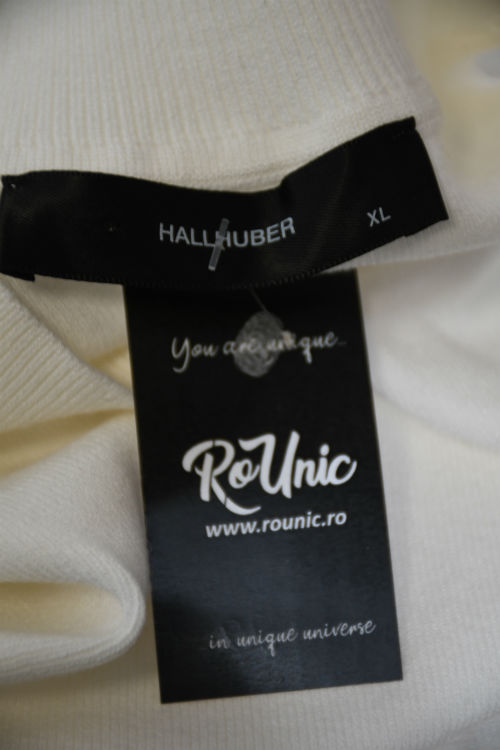 HALLHUBER XL
You are unique...
RoUnic
www.rounic.ro
in unique universe